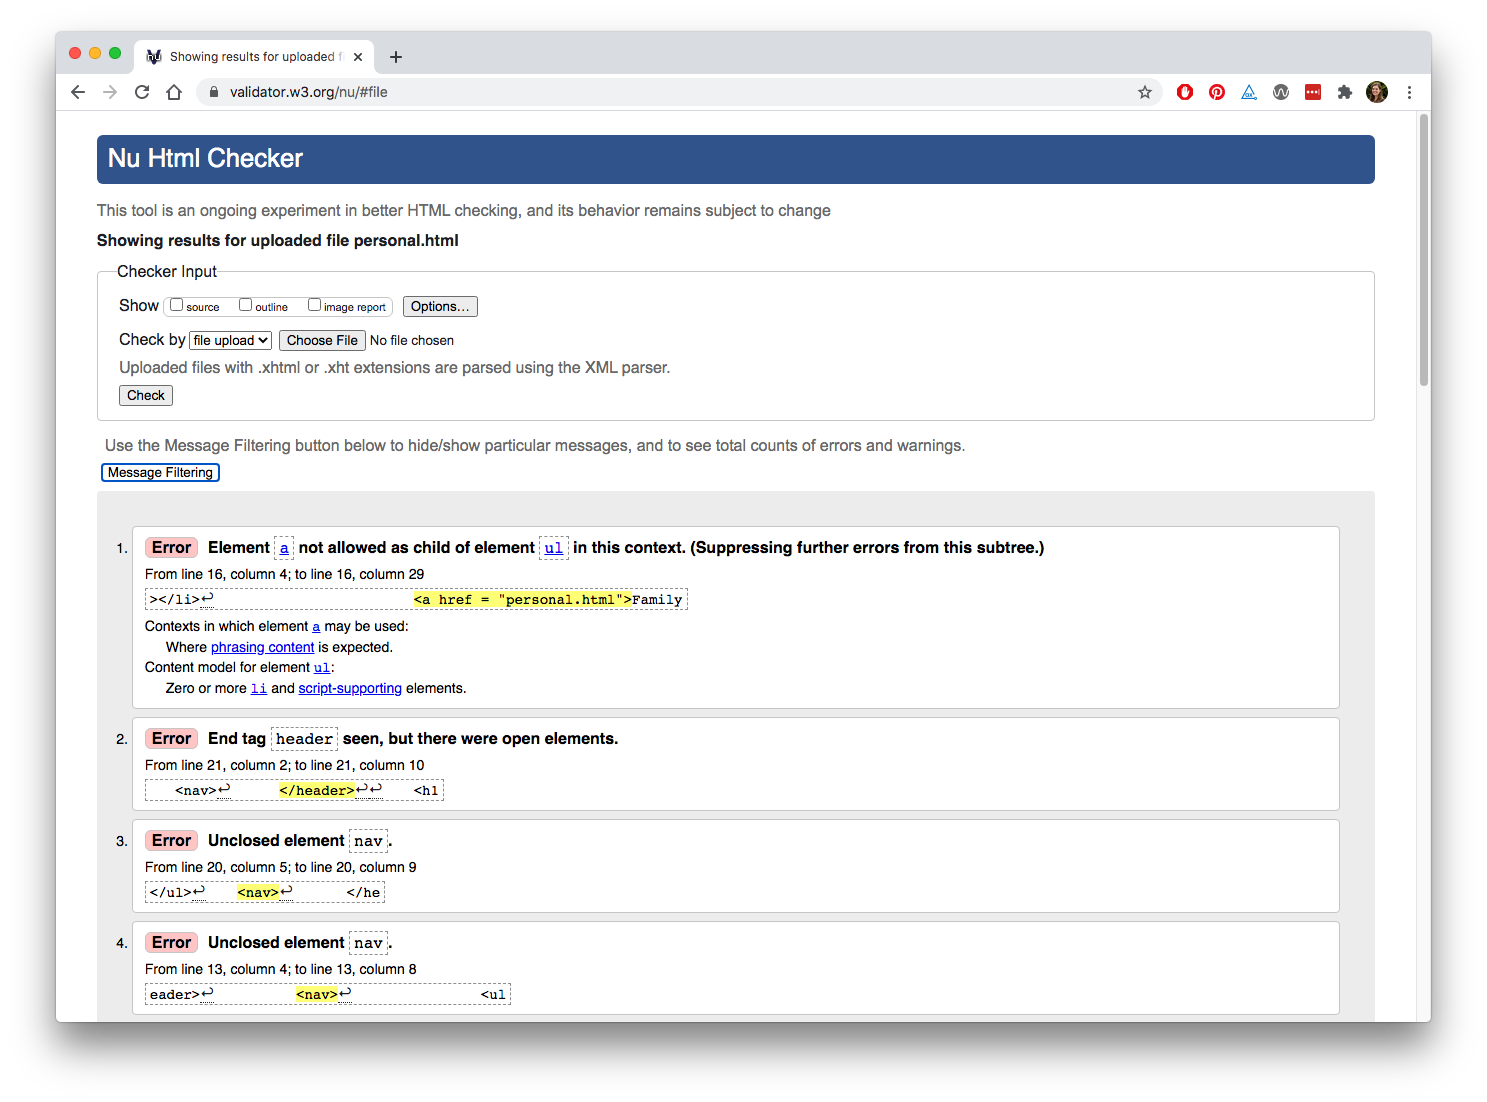 Showing results for uploaded f
validator.w3.org/nu/#file
Nu Html Checker
This tool is an ongoing experiment in better HTML checking, and its behavior remains subject to change
Showing results for uploaded file personal.html
Checker Input
Show source outline image report Options...
Check by file upload Choose File No file chosen
Uploaded files with .xhtml or .xht extensions are parsed using the XML parser.
Check
Use the Message Filtering button below to hide/show particular messages, and to see total counts of errors and warnings.
Message Filtering
1. Error Element a not allowed as child of element ul in this context. (Suppressing further errors from this subtree.)
From line 16, column 4; to line 16, column 29
></li>↩ <a href = "personal.html">Family
Contexts in which element a may be used:
Where phrasing content is expected.
Content model for element ul:
Zero or more li and script-supporting elements.
2. Error End tag header seen, but there were open elements.
From line 21, column 2; to line 21, column 10
<nav>↩ </header>↩↩ <h1
3. Error Unclosed element nav.
From line 20, column 5; to line 20, column 9
</ul>↩ <nav>↩ </he
4. Error Unclosed element nav.
From line 13, column 4; to line 13, column 8
eader>↩ <nav>↩ <ul